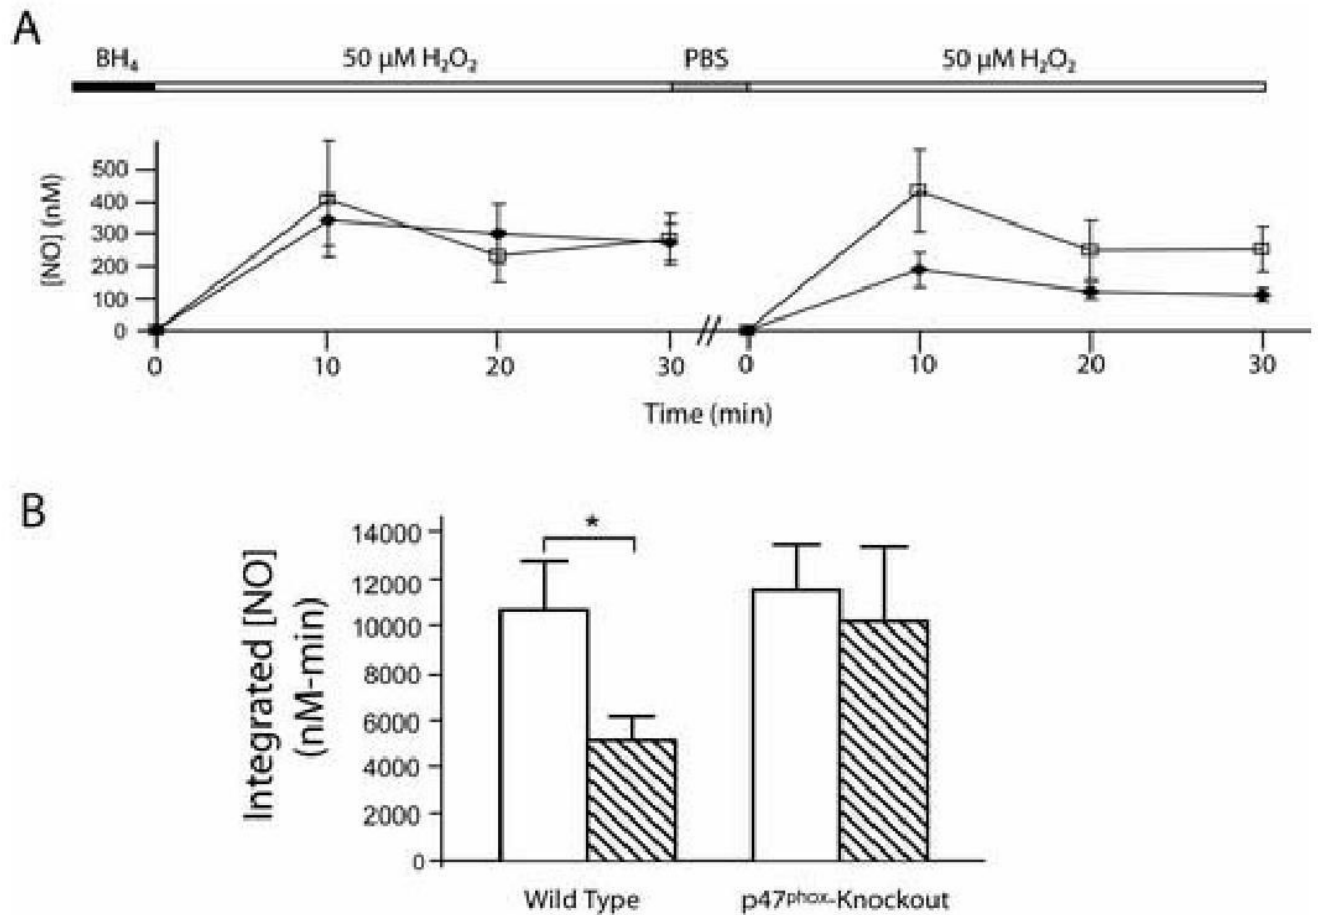 A
BH₄ 50 µM H₂O₂ PBS 50 µM H₂O₂
[NO] (nM)
500
400
300
200
100
0
0 10 20 30 0 10 20 30
Time (min)
B
Integrated [NO]
(nM-min)
*
14000
12000
10000
8000
6000
4000
2000
0
Wild Type p47ᵖʰᵒˣ-Knockout